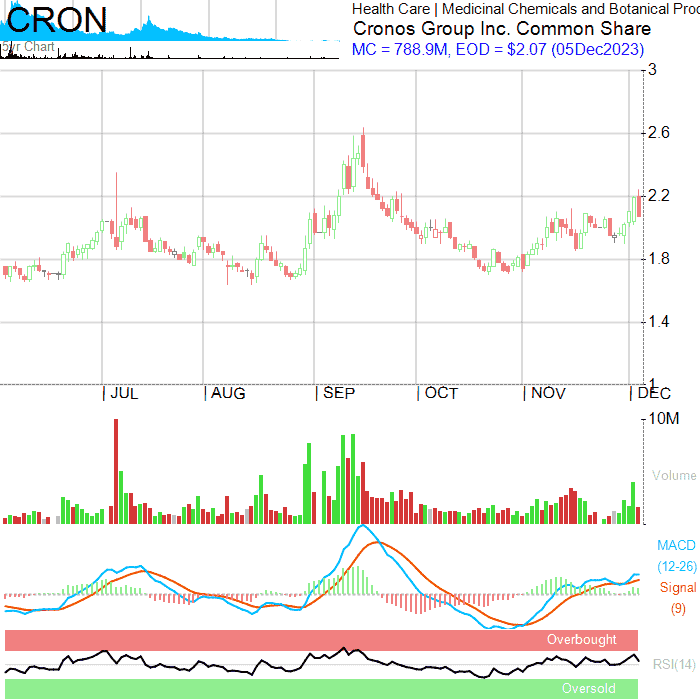 CRON
5yr Chart
Health Care | Medicinal Chemicals and Botanical Proc
Cronos Group Inc. Common Share
MC = 788.9M, EOD = $2.07 (05Dec2023)
3
2.6
2.2
1.8
1.4
1
| JUL | AUG | SEP | OCT | NOV | DEC
10M
Volume
MACD
(12-26)
Signal
(9)
Overbought
RSI(14)
Oversold